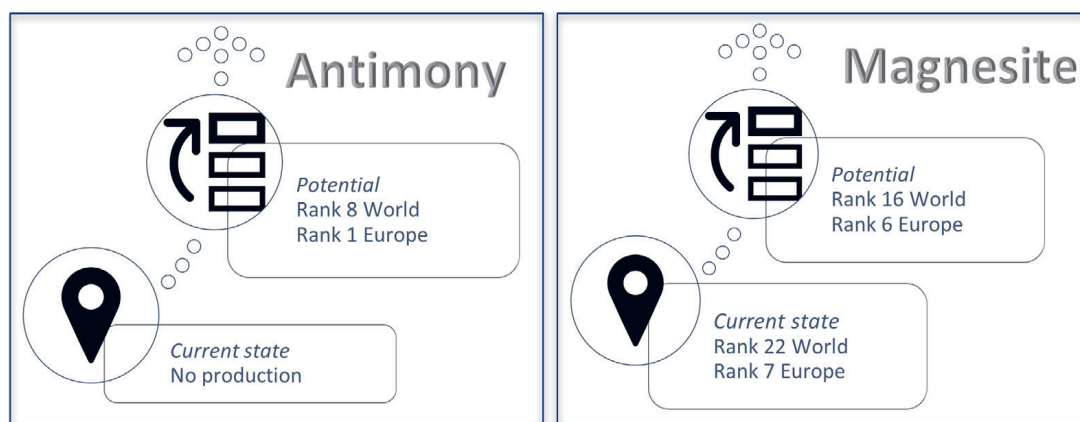 Antimony
Potential
Rank 8 World
Rank 1 Europe
Current state
No production
Magnesite
Potential
Rank 16 World
Rank 6 Europe
Current state
Rank 22 World
Rank 7 Europe